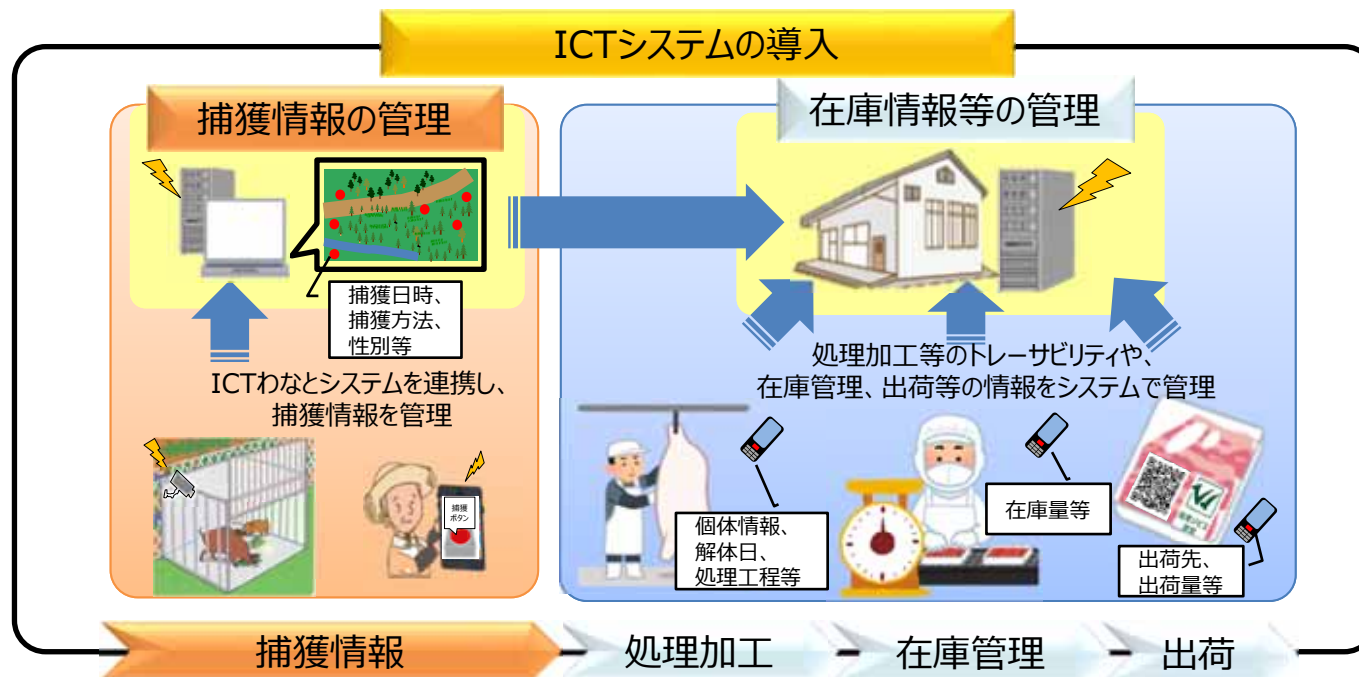 ICTシステムの導入
捕獲情報の管理
捕獲日時、
捕獲方法、
性別等
ICTわなとシステムを連携し、
捕獲情報を管理
捕獲
ボタン
在庫情報等の管理
処理加工等のトレーサビリティや、
在庫管理、出荷等の情報をシステムで管理
個体情報、
解体日、
処理工程等
在庫量等
出荷先、
出荷量等
捕獲情報
処理加工
在庫管理
出荷